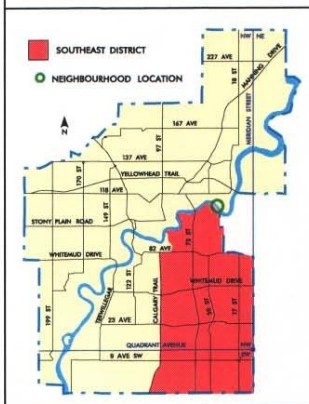 SOUTHEAST DISTRICT
NEIGHBOURHOOD LOCATION
N
NW NE
227 AVE
18 ST
MANNING DRIVE
MERIDIAN STREET
167 AVE
97 ST
137 AVE
170 ST
YELLOWHEAD TRAIL
118 AVE
149 ST
STONY PLAIN ROAD
75 ST
82 AVE
WHITEMUD DRIVE
WHITEMUD DRIVE
122 ST
TERWILLEGAR
CALGARY TRAIL
50 ST
17 ST
199 ST
23 AVE
QUADRANT AVENUE
NW
SW
9 AVE SW